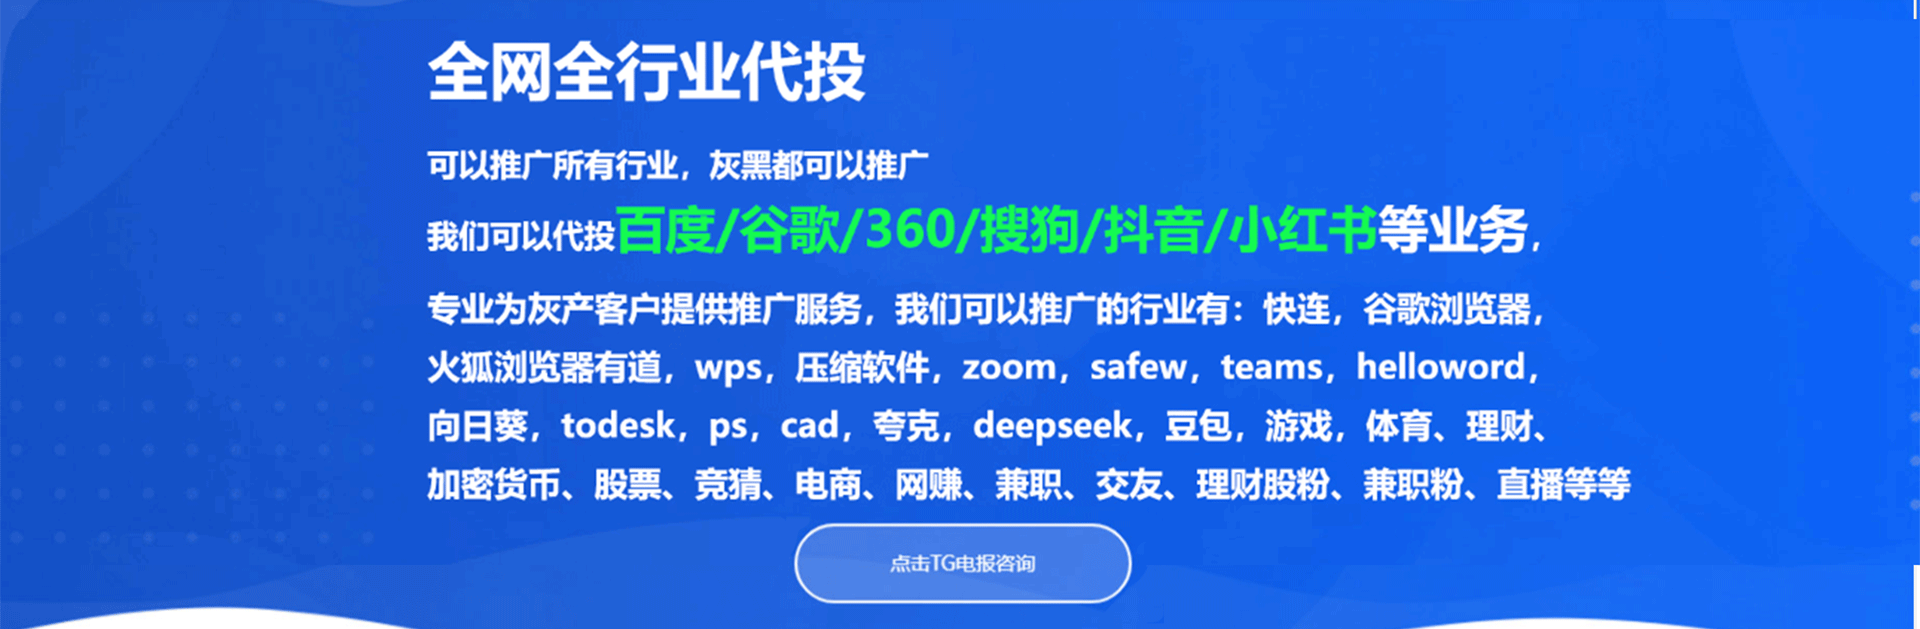 全网全行业代投
可以推广所有行业，灰黑都可以推广
我们可以代投百度/谷歌/360/搜狗/抖音/小红书等业务,
专业为灰产客户提供推广服务，我们可以推广的行业有：快连，谷歌浏览器，
火狐浏览器有道，wps，压缩软件，zoom，safew，teams，helloword，
向日葵，todesk，ps，cad，夸克，deepseek，豆包，游戏，体育、理财、
加密货币、股票、竞猜、电商、网赚、兼职、交友、理财股粉、兼职粉、直播等等
点击TG电报咨询